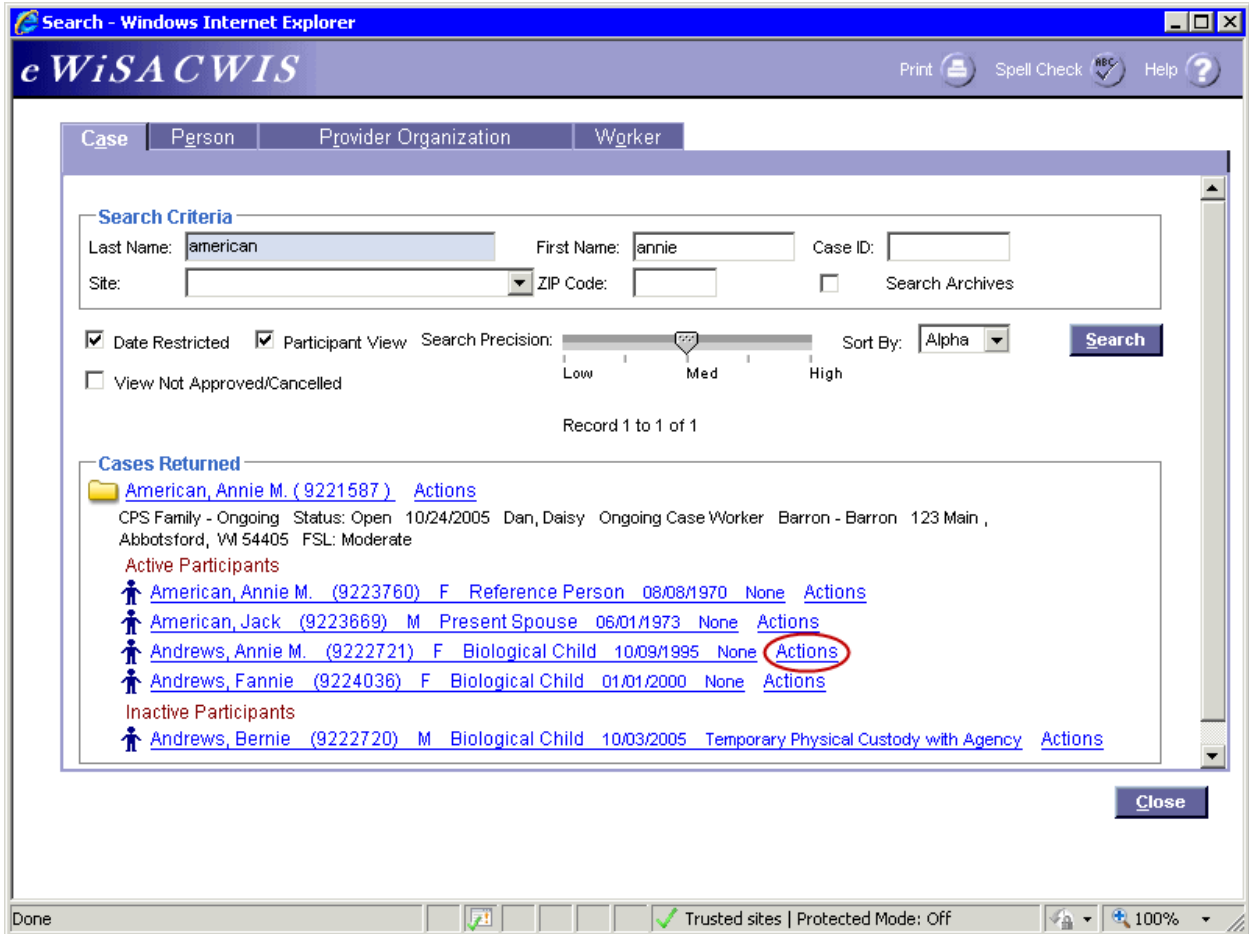 Search - Windows Internet Explorer
e WiSACWIS
Print Spell Check ABC Help ?
Case Person Provider Organization Worker
Search Criteria
Last Name: american First Name: annie Case ID:
Site: ZIP Code: Search Archives
Date Restricted Participant View Search Precision: Sort By: Alpha Search
View Not Approved/Cancelled
Low Med High
Record 1 to 1 of 1
Cases Returned
American, Annie M. ( 9221587 ) Actions
CPS Family - Ongoing Status: Open 10/24/2005 Dan, Daisy Ongoing Case Worker Barron - Barron 123 Main ,
Abbotsford, WI 54405 FSL: Moderate
Active Participants
American, Annie M. (9223760) F Reference Person 08/08/1970 None Actions
American, Jack (9223669) M Present Spouse 06/01/1973 None Actions
Andrews, Annie M. (9222721) F Biological Child 10/09/1995 None Actions
Andrews, Fannie (9224036) F Biological Child 01/01/2000 None Actions
Inactive Participants
Andrews, Bernie (9222720) M Biological Child 10/03/2005 Temporary Physical Custody with Agency Actions
Close
Done Trusted sites | Protected Mode: Off 100%